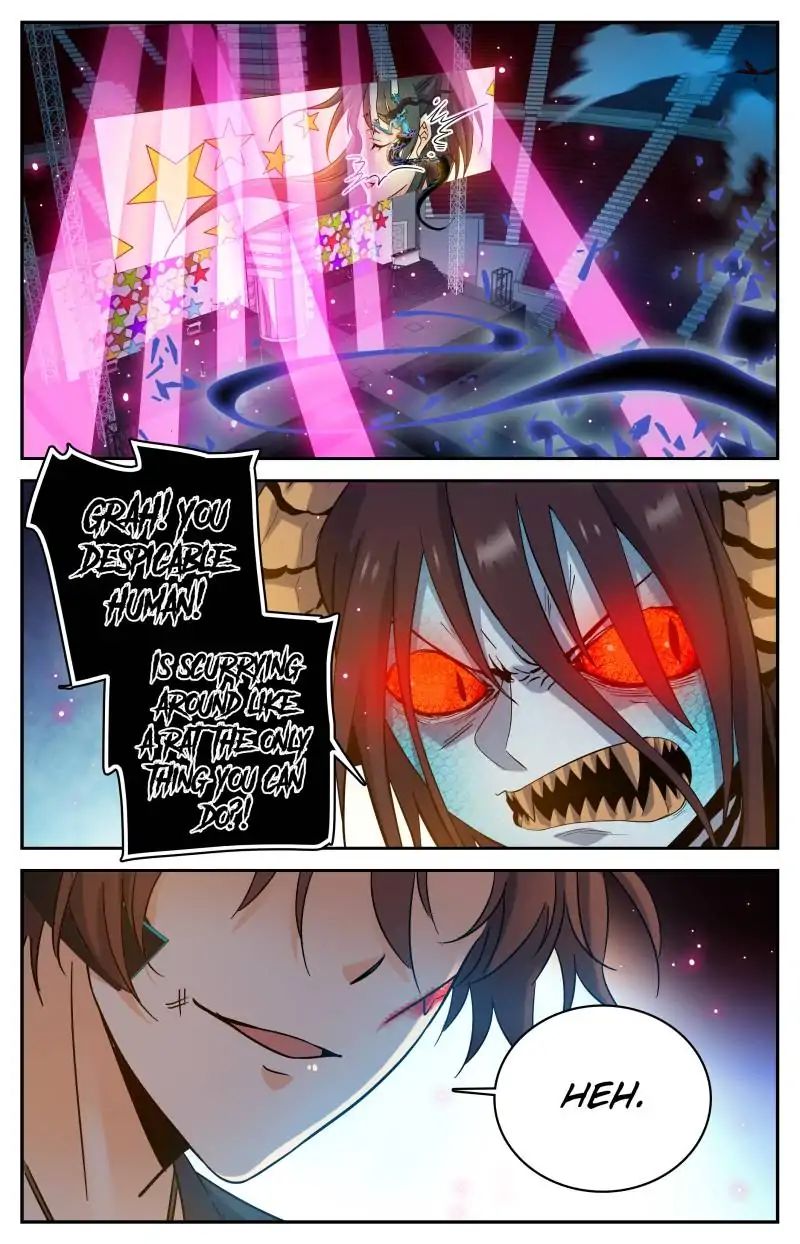 GRAH! YOU
DESPICABLE
HUMAN!
IS SCURRYING
AROUND LIKE
A RAT THE ONLY
THING YOU CAN
DO?!
HEH.